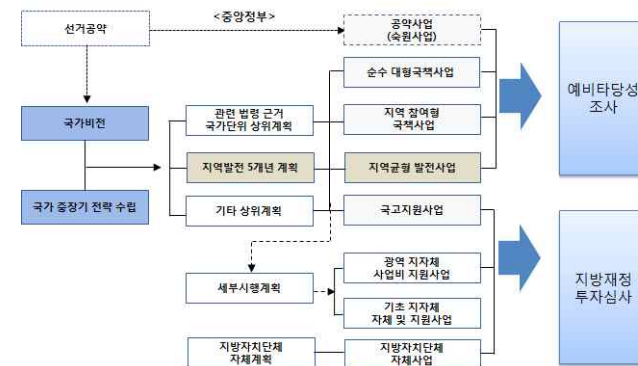 <중앙정부>
선거공약
공약사업
(숙원사업)
순수 대형국책사업
예비타당성
조사
국가비전
관련 법령 근거
국가단위 상위계획
지역 참여형
국책사업
지역발전 5개년 계획
지역균형 발전사업
국가 중장기 전략 수립
기타 상위계획
국고지원사업
광역 지자체
사업비 지원사업
세부시행계획
지방재정
투자심사
기초 지자체
자체 및 지원사업
지방자치단체
자체계획
지방자치단체
자체사업